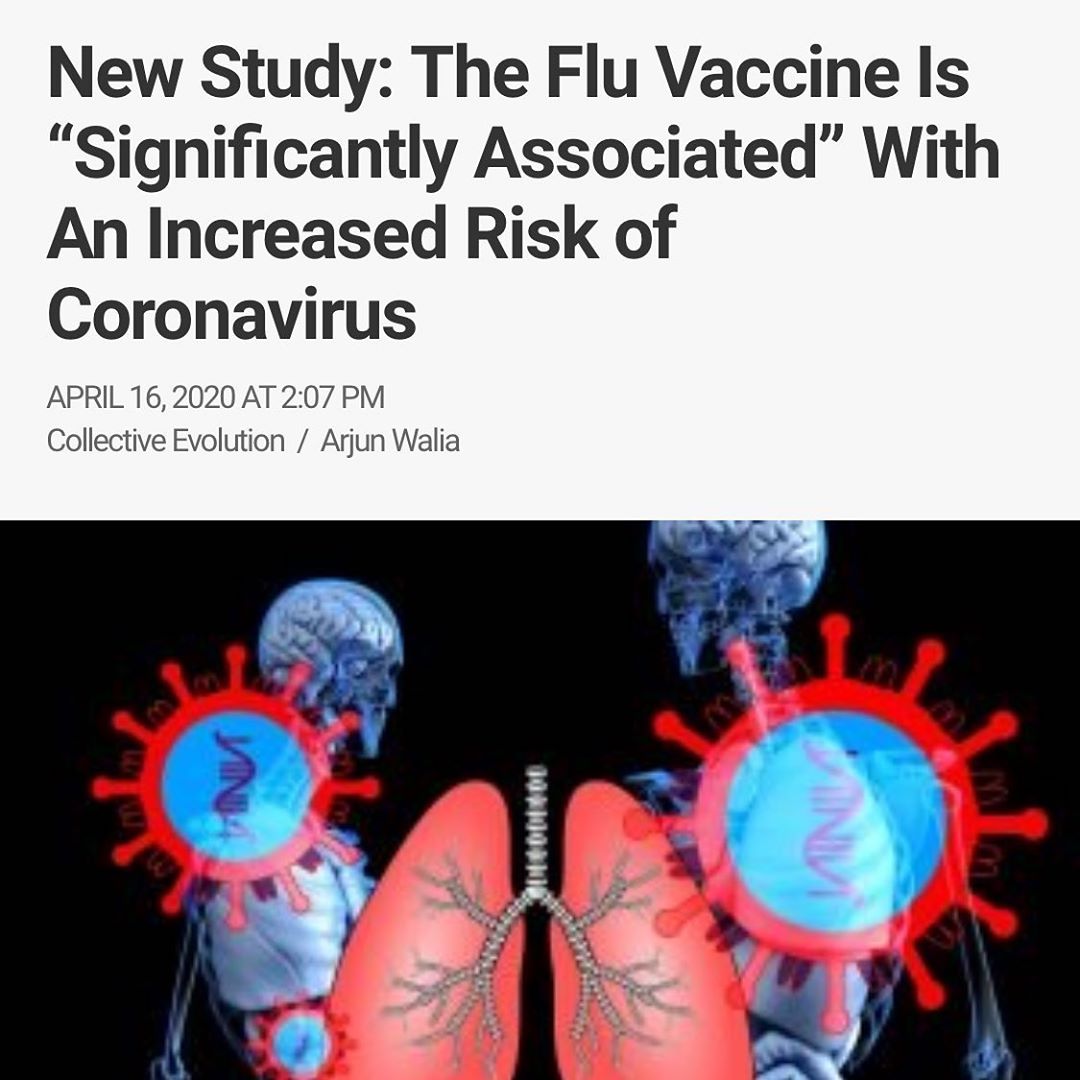 New Study: The Flu Vaccine Is
“Significantly Associated” With
An Increased Risk of
Coronavirus
APRIL 16, 2020 AT 2:07 PM
Collective Evolution / Arjun Walia